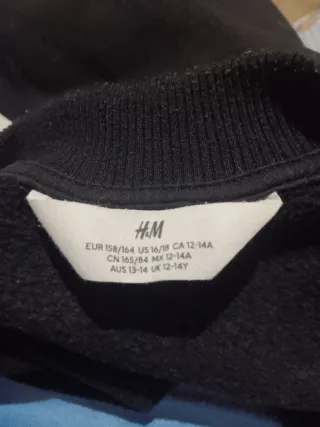 H&M
EUR 158/164 US 16/18 CA 12-14A
CN 165/84 MX 12-14A
AUS 13-14 UK 12-14Y